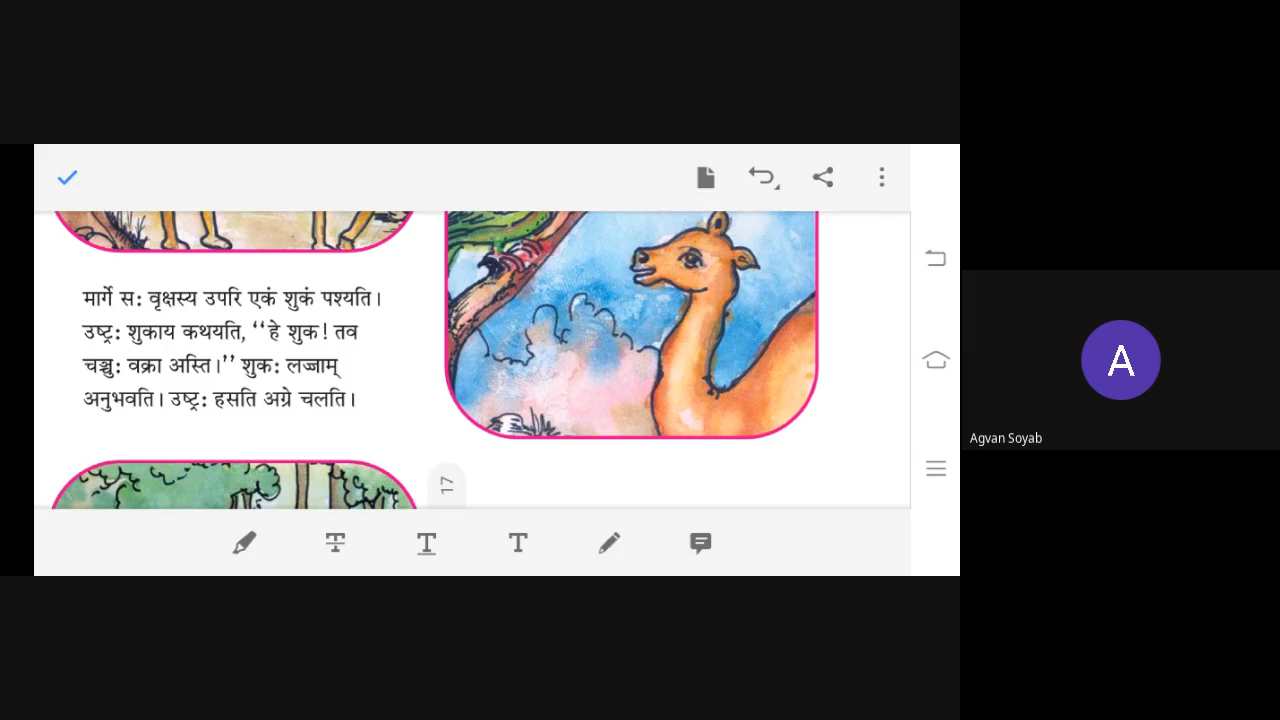 मार्गे सः वृक्षस्य उपरि एकं शुकं पश्यति।
उष्ट्रः शुकाय कथयति, ‘‘हे शुक! तव
चञ्चुः वक्रा अस्ति।’’ शुकः लज्जाम्
अनुभवति। उष्ट्रः हसति अग्रे चलति।
17
A
Agvan Soyab